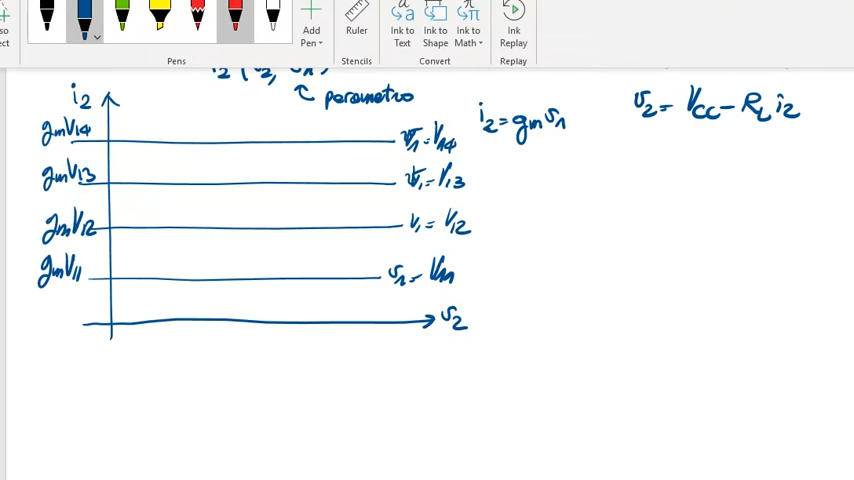 Add
Pen
Ruler
Ink to
Text
Ink to
Shape
Ink to
Math
Ink
Replay
Pens
Stencils
Convert
Replay
parametro
i2
i2 = gm v1
v2 = Vcc - RL i2
gmV14
v1 = V14
gmV13
v1 = V13
gmV12
v1 = V12
gmV11
v1 = V11
v2